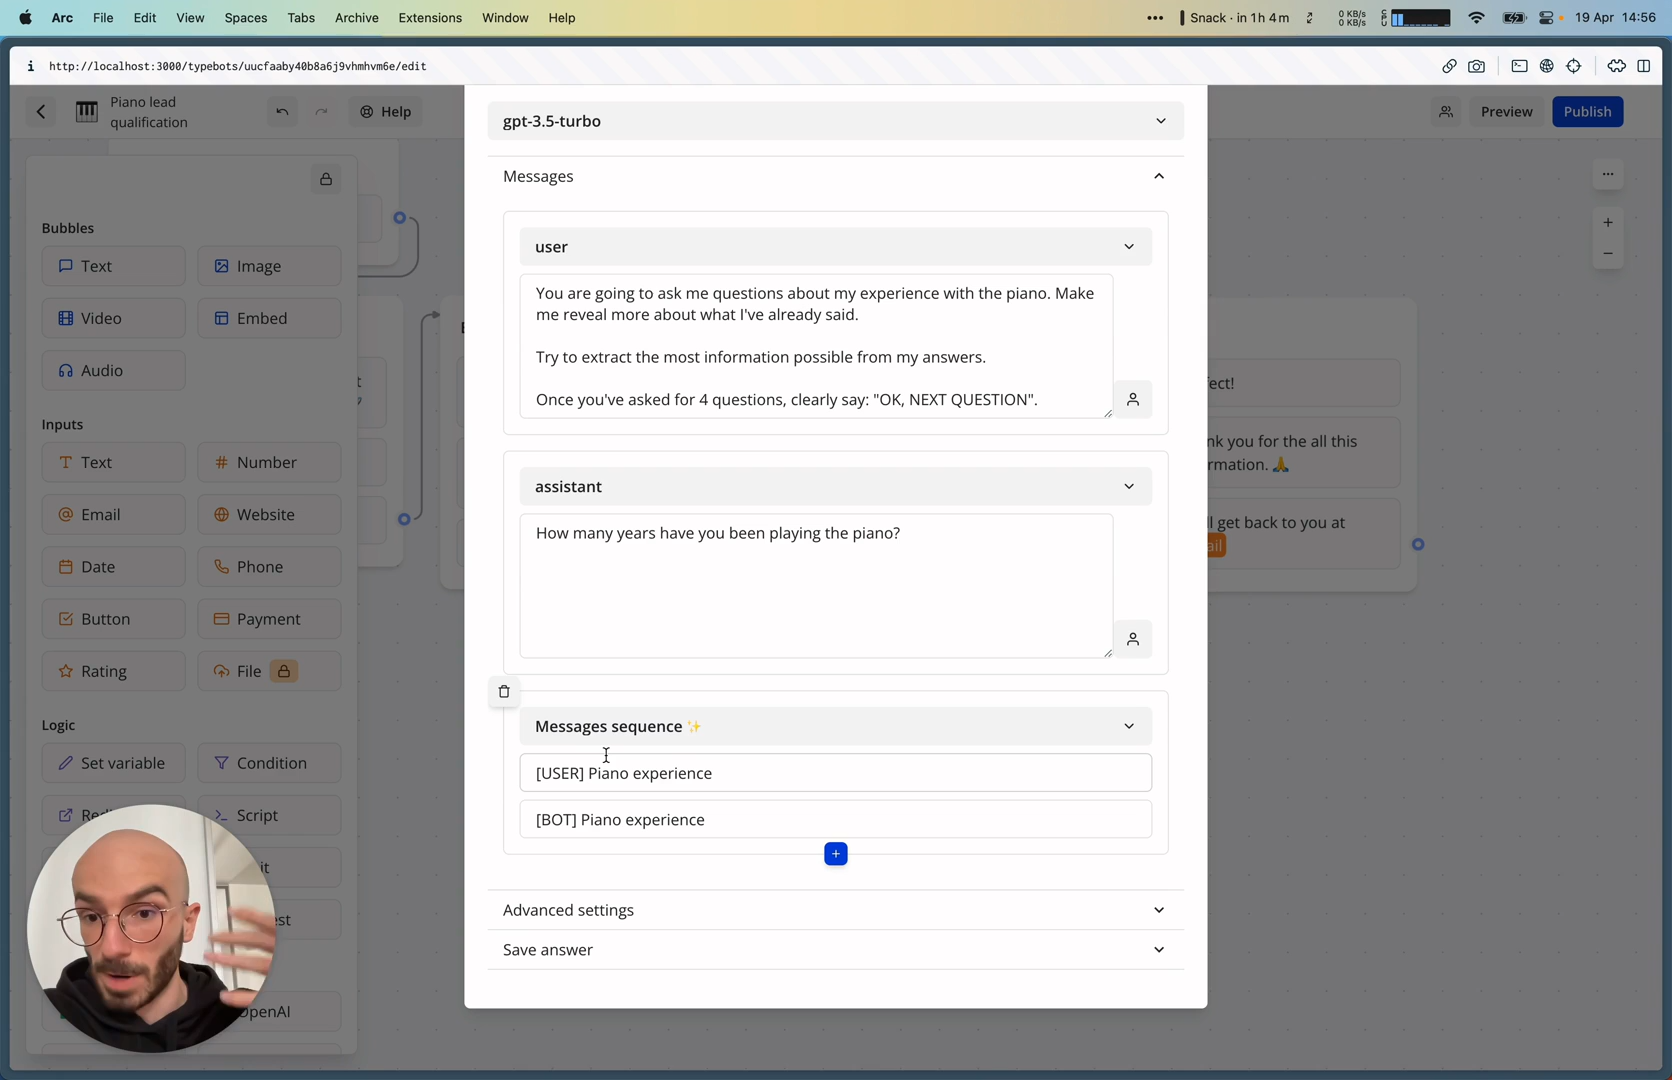 Arc File Edit View Spaces Tabs Archive Extensions Window Help
Snack · in 1h 4m
0 KB/s
0 KB/s
CPU
19 Apr 14:56
http://localhost:3000/typebots/uucfaaby40b8a6j9vhmhvm6e/edit
Piano lead
qualification
Help
Preview
Publish
Bubbles
Text
Image
Video
Embed
Audio
Inputs
Text
Number
Email
Website
Date
Phone
Button
Payment
Rating
File
Logic
Set variable
Condition
Script
OpenAI
gpt-3.5-turbo
Messages
user
You are going to ask me questions about my experience with the piano. Make
me reveal more about what I've already said.
Try to extract the most information possible from my answers.
Once you've asked for 4 questions, clearly say: "OK, NEXT QUESTION".
assistant
How many years have you been playing the piano?
Messages sequence ✨
[USER] Piano experience
[BOT] Piano experience
+
Advanced settings
Save answer
ect!
nk you for the all this
rmation. 🙏
ll get back to you at
ail